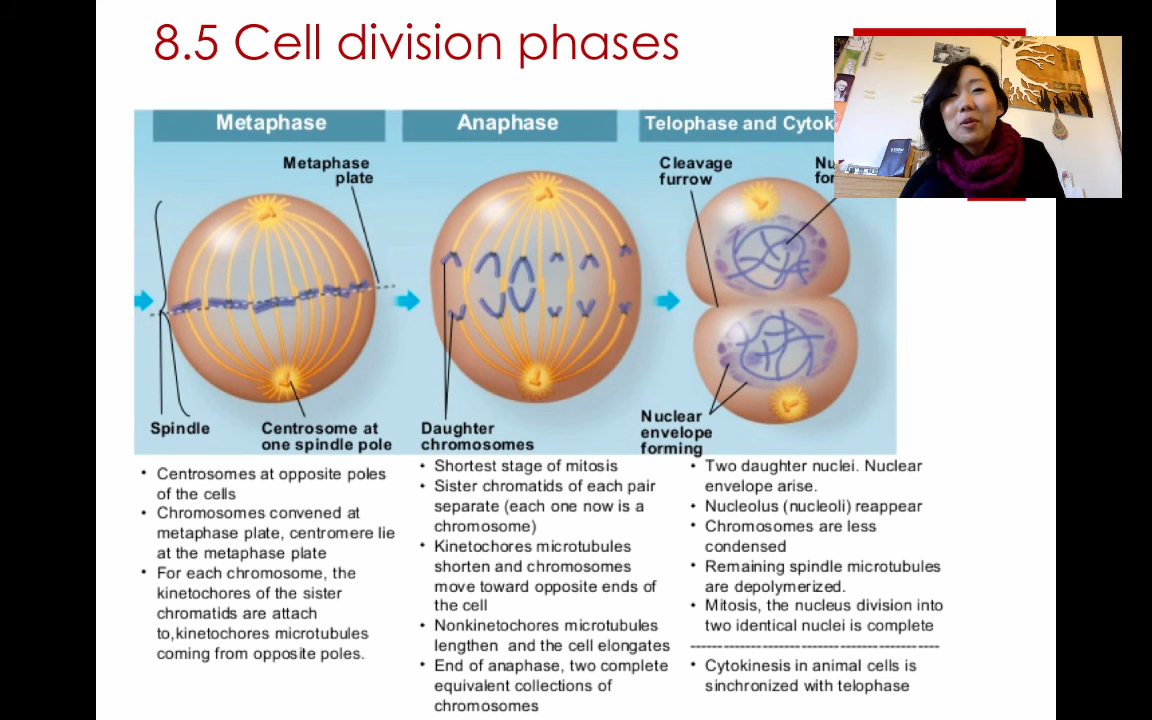 8.5 Cell division phases
Metaphase
Anaphase
Telophase and Cytok
Metaphase
plate
Cleavage
furrow
Nu
for
Spindle
Centrosome at
one spindle pole
Daughter
chromosomes
Nuclear
envelope
forming
• Centrosomes at opposite poles
of the cells
• Chromosomes convened at
metaphase plate, centromere lie
at the metaphase plate
• For each chromosome, the
kinetochores of the sister
chromatids are attach
to,kinetochores microtubules
coming from opposite poles.
• Shortest stage of mitosis
• Sister chromatids of each pair
separate (each one now is a
chromosome)
• Kinetochores microtubules
shorten and chromosomes
move toward opposite ends of
the cell
• Nonkinetochores microtubules
lengthen and the cell elongates
• End of anaphase, two complete
equivalent collections of
chromosomes
• Two daughter nuclei. Nuclear
envelope arise.
• Nucleolus (nucleoli) reappear
• Chromosomes are less
condensed
• Remaining spindle microtubules
are depolymerized.
• Mitosis, the nucleus division into
two identical nuclei is complete
• Cytokinesis in animal cells is
sinchronized with telophase